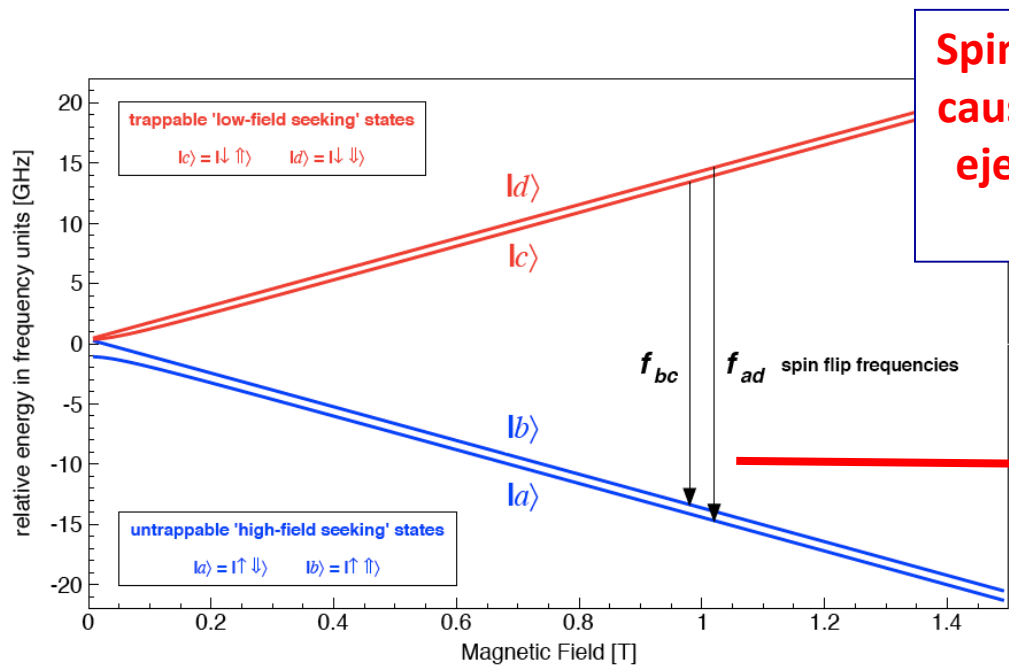 Spin
caus
eje
trappable 'low-field seeking' states
|c⟩ = |↓⇑⟩ |d⟩ = |↓⇓⟩
|d⟩
|c⟩
f bc
f ad spin flip frequencies
|b⟩
|a⟩
untrappable 'high-field seeking' states
|a⟩ = |↑⇓⟩ |b⟩ = |↑⇑⟩
relative energy in frequency units [GHz]
20
15
10
5
0
-5
-10
-15
-20
0 0.2 0.4 0.6 0.8 1 1.2 1.4
Magnetic Field [T]